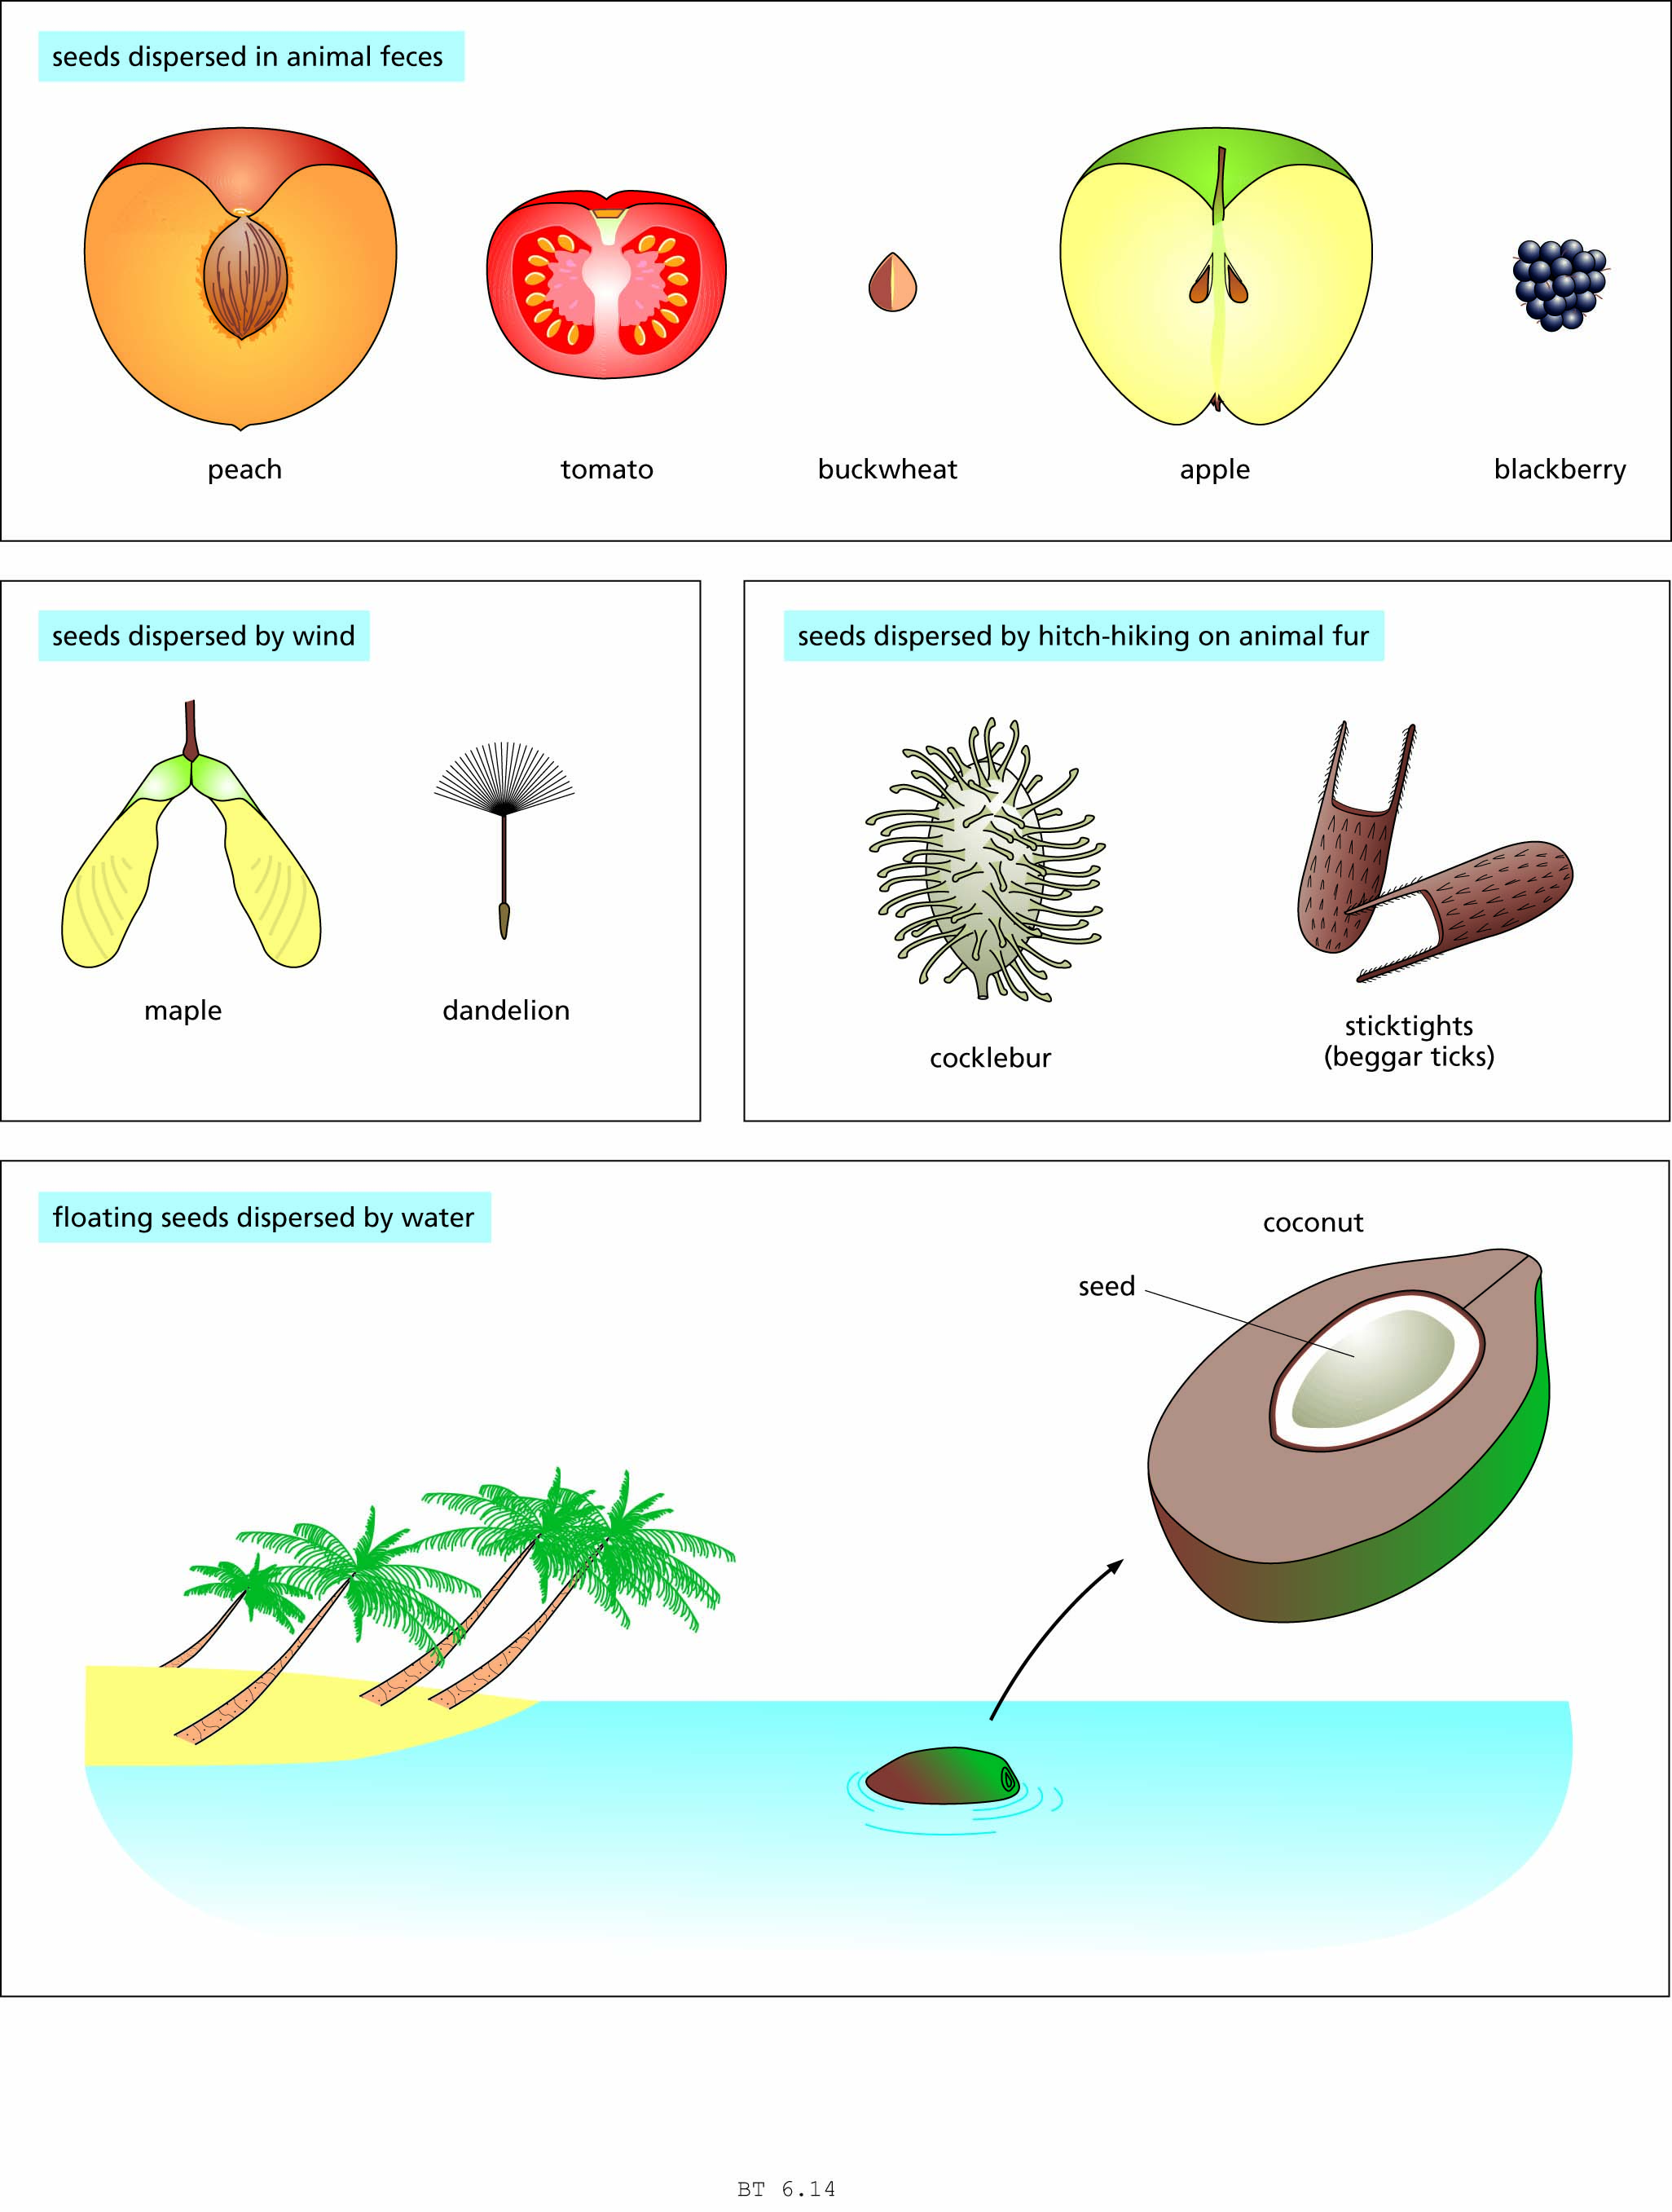 seeds dispersed in animal feces
peach
tomato
buckwheat
apple
blackberry
seeds dispersed by wind
maple
dandelion
seeds dispersed by hitch-hiking on animal fur
cocklebur
sticktights
(beggar ticks)
floating seeds dispersed by water
coconut
seed
BT 6.14